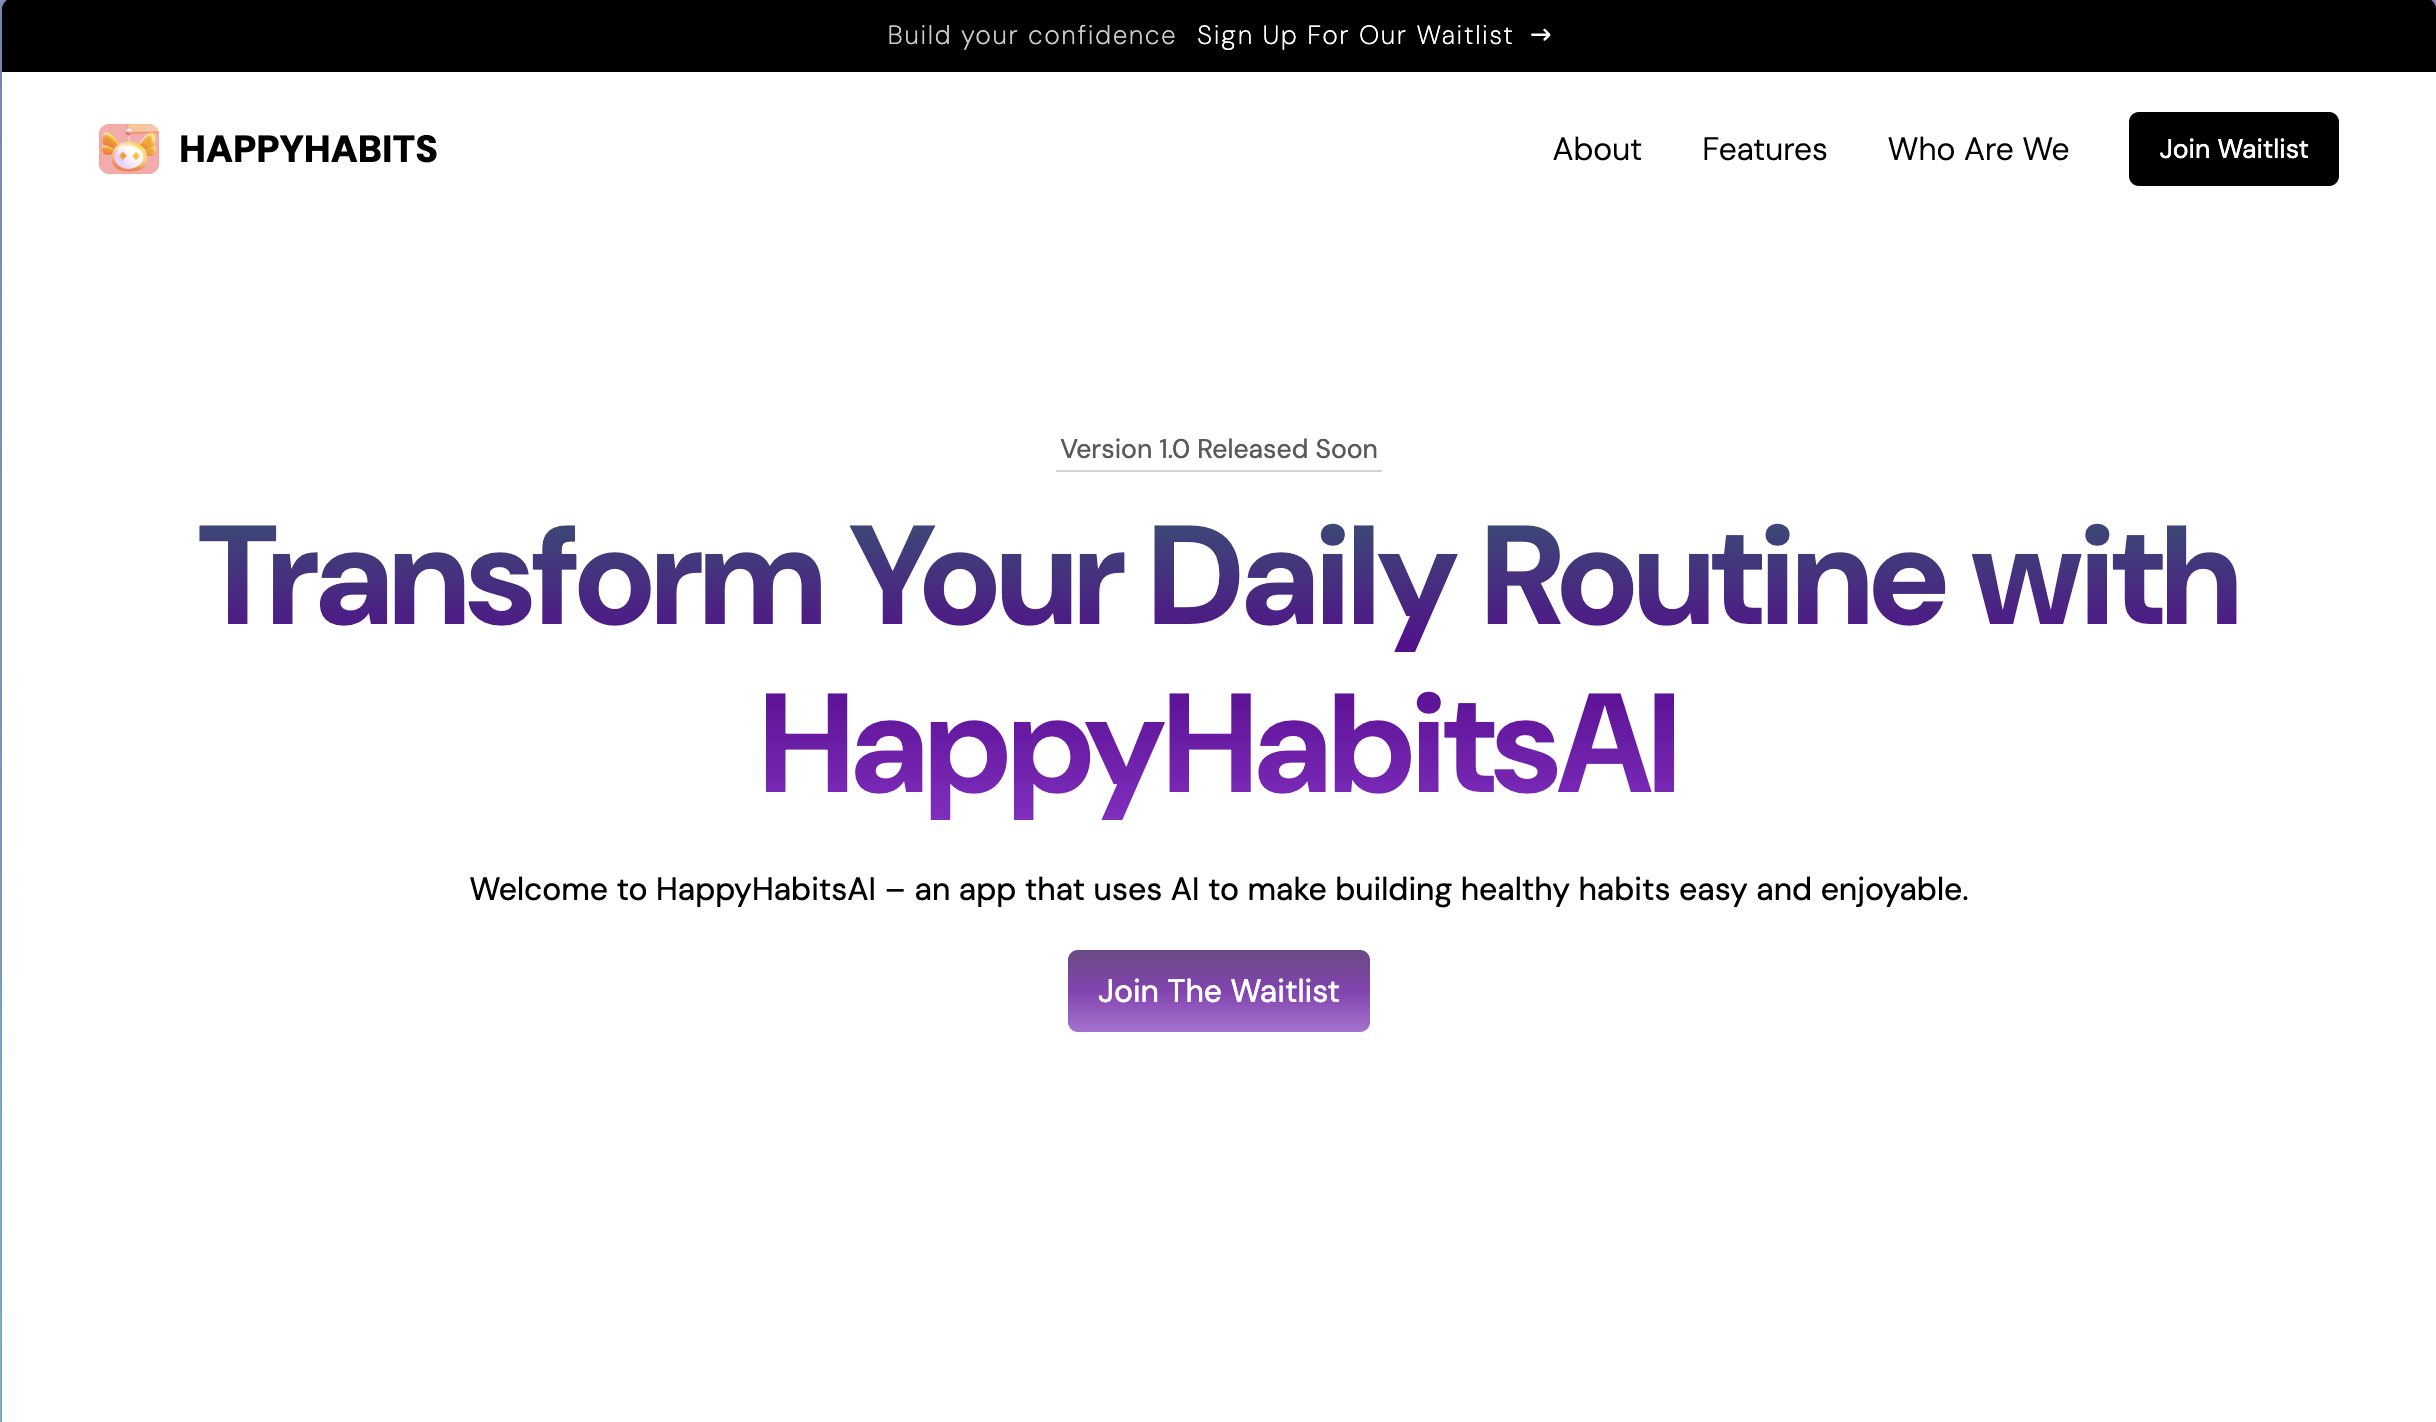 Build your confidence Sign Up For Our Waitlist →
HAPPYHABITS
About Features Who Are We Join Waitlist
Version 1.0 Released Soon
Transform Your Daily Routine with
HappyHabitsAI
Welcome to HappyHabitsAI – an app that uses AI to make building healthy habits easy and enjoyable.
Join The Waitlist